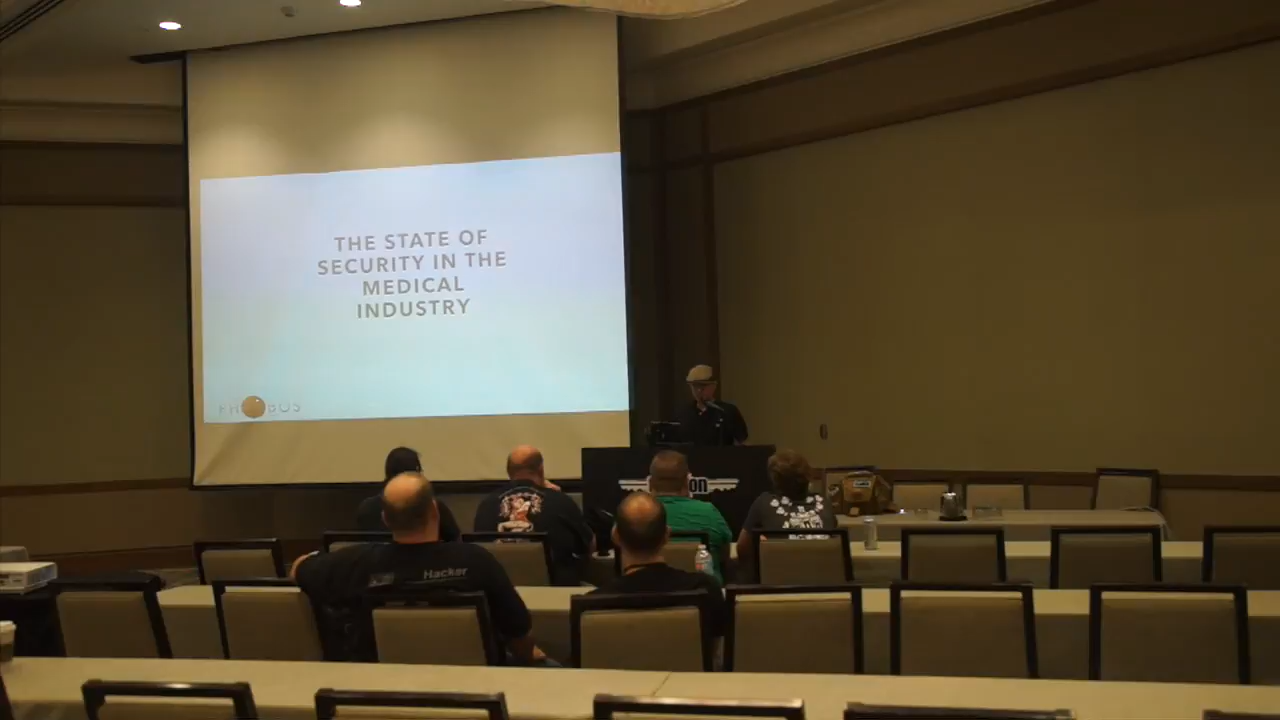 THE STATE OF
SECURITY IN THE
MEDICAL
INDUSTRY
Hacker